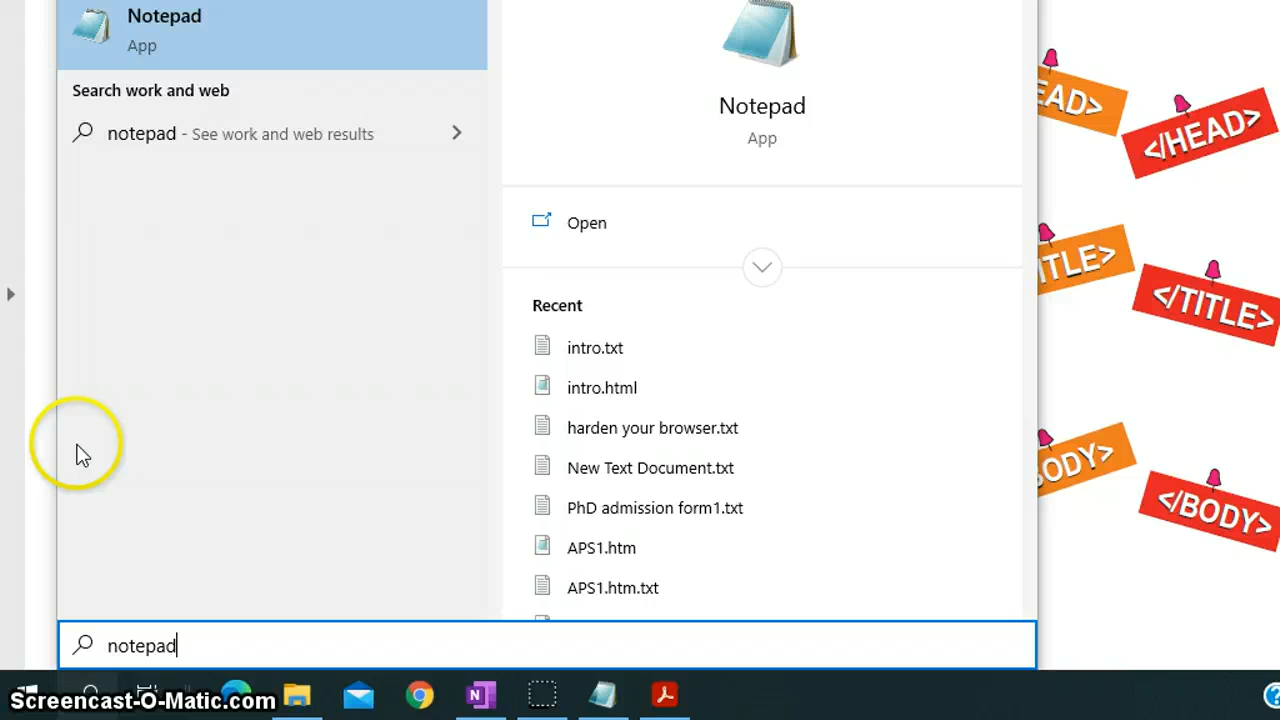 Notepad
App
Search work and web
notepad - See work and web results
Notepad
App
Open
Recent
intro.txt
intro.html
harden your browser.txt
New Text Document.txt
PhD admission form1.txt
APS1.htm
APS1.htm.txt
notepad
EAD>
</HEAD>
ITLE>
</TITLE>
BODY>
</BODY>
Screencast-O-Matic.com